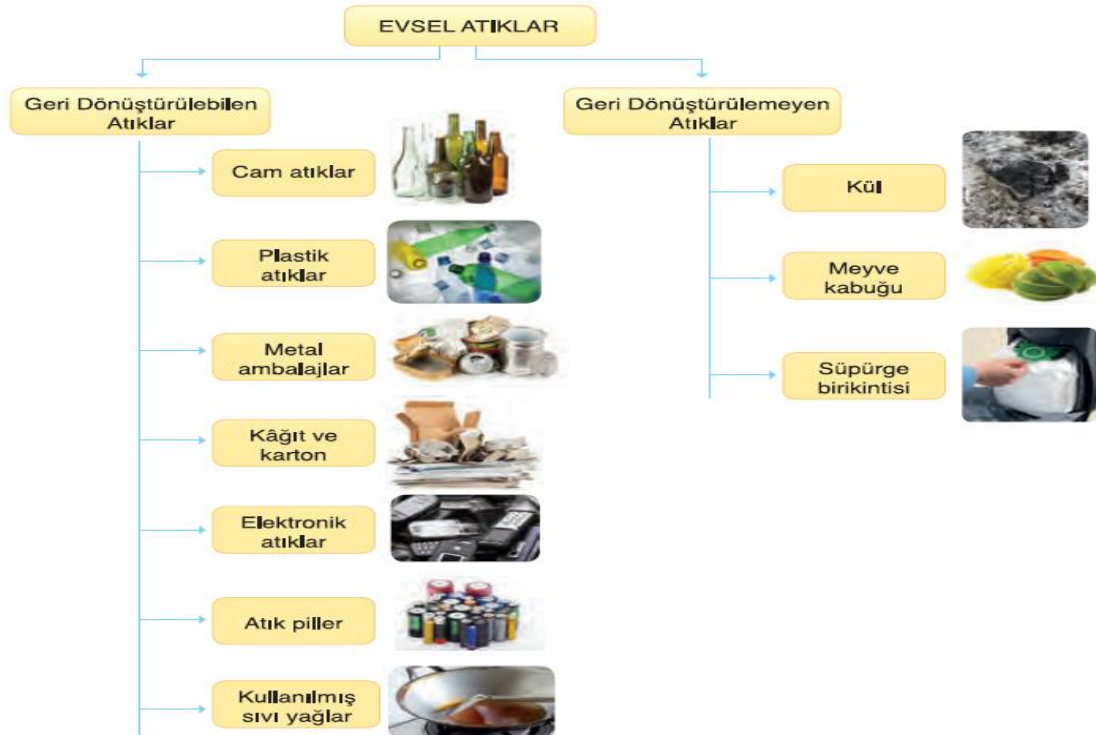 EVSEL ATIKLAR
Geri Dönüştürülebilen
Atıklar
Cam atıklar
Plastik
atıklar
Metal
ambalajlar
Kâğıt ve
karton
Elektronik
atıklar
Atık piller
Kullanılmış
sıvı yağlar
Geri Dönüştürülemeyen
Atıklar
Kül
Meyve
kabuğu
Süpürge
birikintisi